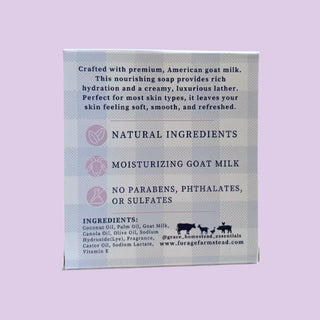 Crafted with premium, American goat milk.
This nourishing soap provides rich
hydration and a creamy, luxurious lather.
Perfect for most skin types, it leaves your
skin feeling soft, smooth, and refreshed.
NATURAL INGREDIENTS
MOISTURIZING GOAT MILK
NO PARABENS, PHTHALATES,
OR SULFATES
INGREDIENTS:
Coconut Oil, Palm Oil, Goat Milk,
Canola Oil, Olive Oil, Sodium
Hydroxide(Lye), Fragrance,
Castor Oil, Sodium Lactate,
Vitamin E
@grace_homestead_essentials
www.foragefarmstead.com